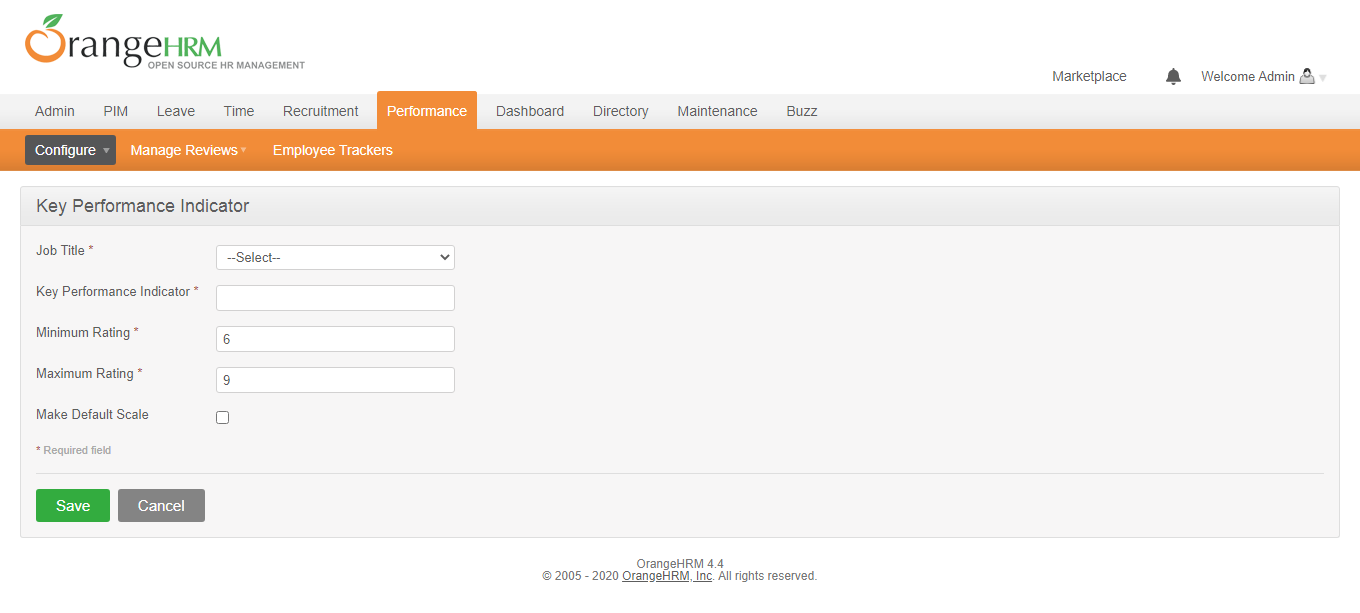 OrangeHRM
OPEN SOURCE HR MANAGEMENT
Marketplace Welcome Admin
Admin PIM Leave Time Recruitment Performance Dashboard Directory Maintenance Buzz
Configure Manage Reviews Employee Trackers
Key Performance Indicator
Job Title * --Select--
Key Performance Indicator *
Minimum Rating * 6
Maximum Rating * 9
Make Default Scale
* Required field
Save Cancel
OrangeHRM 4.4
© 2005 - 2020 OrangeHRM, Inc. All rights reserved.